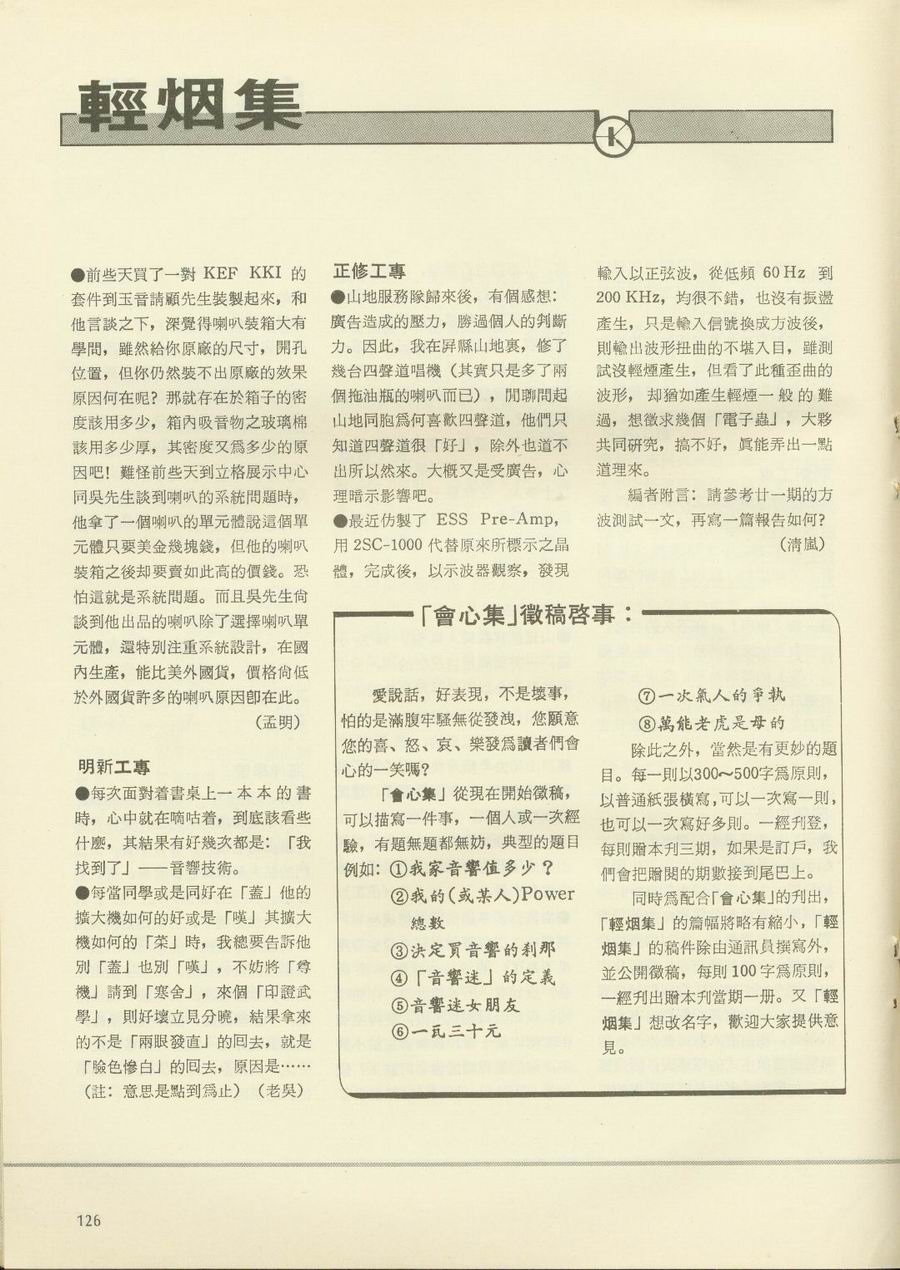 輕烟集
●前些天買了一對 KEF KKI 的
套件到玉音請顧先生裝製起來，和
他言談之下，深覺得喇叭裝箱大有
學問，雖然給你原廠的尺寸，開孔
位置，但你仍然裝不出原廠的效果
原因何在呢？那就存在於箱子的密
度該用多少，箱內吸音物之玻璃棉
該用多少厚，其密度又爲多少的原
因吧！難怪前些天到立格展示中心
同吳先生談到喇叭的系統問題時，
他拿了一個喇叭的單元體說這個單
元體只要美金幾塊錢，但他的喇叭
裝箱之後却要賣如此高的價錢。恐
怕這就是系統問題。而且吳先生尙
談到他出品的喇叭除了選擇喇叭單
元體，還特別注重系統設計，在國
內生產，能比美外國貨，價格尙低
於外國貨許多的喇叭原因卽在此。
（孟明）
明新工專
●每次面對着書桌上一本本的書
時，心中就在嘀咕着，到底該看些
什麼，其結果有好幾次都是：「我
找到了」——音響技術。
●每當同學或是同好在「蓋」他的
擴大機如何的好或是「嘆」其擴大
機如何的「菜」時，我總要告訴他
別「蓋」也別「嘆」，不妨將「尊
機」請到「寒舍」，來個「印證武
學」，則好壞立見分曉，結果拿來
的不是「兩眼發直」的回去，就是
「臉色慘白」的回去，原因是……
（註：意思是點到爲止）（老吳）
正修工專
●山地服務隊歸來後，有個感想：
廣告造成的壓力，勝過個人的判斷
力。因此，我在屏縣山地裏，修了
幾台四聲道唱機（其實只是多了兩
個拖油瓶的喇叭而已），閒聊問起
山地同胞爲何喜歡四聲道，他們只
知道四聲道很「好」，除外也道不
出所以然來。大概又是受廣告，心
理暗示影響吧。
●最近仿製了 ESS Pre-Amp，
用 2SC-1000 代替原來所標示之晶
體，完成後，以示波器觀察，發現
輸入以正弦波，從低頻 60 Hz 到
200 KHz，均很不錯，也沒有振盪
產生，只是輸入信號換成方波後，
則輸出波形扭曲的不堪入目，雖測
試沒輕煙產生，但看了此種歪曲的
波形，却猶如產生輕煙一般的難
過，想徵求幾個「電子蟲」，大夥
共同研究，搞不好，眞能弄出一點
道理來。
編者附言：請參考廿一期的方
波測試一文，再寫一篇報告如何？
（淸嵐）
「會心集」徵稿啓事：
愛說話，好表現，不是壞事，
怕的是滿腹牢騷無從發洩，您願意
您的喜、怒、哀、樂發爲讀者們會
心的一笑嗎？
「會心集」從現在開始徵稿，
可以描寫一件事，一個人或一次經
驗，有題無題都無妨，典型的題目
例如：①我家音響值多少？
②我的（或某人）Power
總數
③決定買音響的刹那
④「音響迷」的定義
⑤音響迷女朋友
⑥一瓦三十元
⑦一次氣人的爭執
⑧萬能老虎是母的
除此之外，當然是有更妙的題
目。每一則以300～500字爲原則，
以普通紙張橫寫，可以一次寫一則，
也可以一次寫好多則。一經刋登，
每則贈本刋三期，如果是訂戶，我
們會把贈閱的期數接到尾巴上。
同時爲配合「會心集」的刋出，
「輕烟集」的篇幅將略有縮小，「輕
烟集」的稿件除由通訊員撰寫外，
並公開徵稿，每則 100 字爲原則，
一經刋出贈本刋當期一册。又「輕
烟集」想改名字，歡迎大家提供意
見。
126